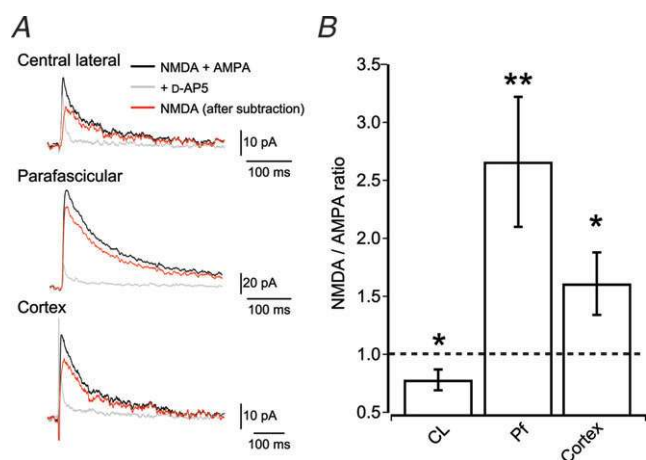 A
Central lateral
NMDA + AMPA
+ D-AP5
NMDA (after subtraction)
10 pA
100 ms
Parafascicular
20 pA
100 ms
Cortex
10 pA
100 ms
B
NMDA / AMPA ratio
3.5
3.0
2.5
2.0
1.5
1.0
0.5
*
**
*
CL
Pf
Cortex